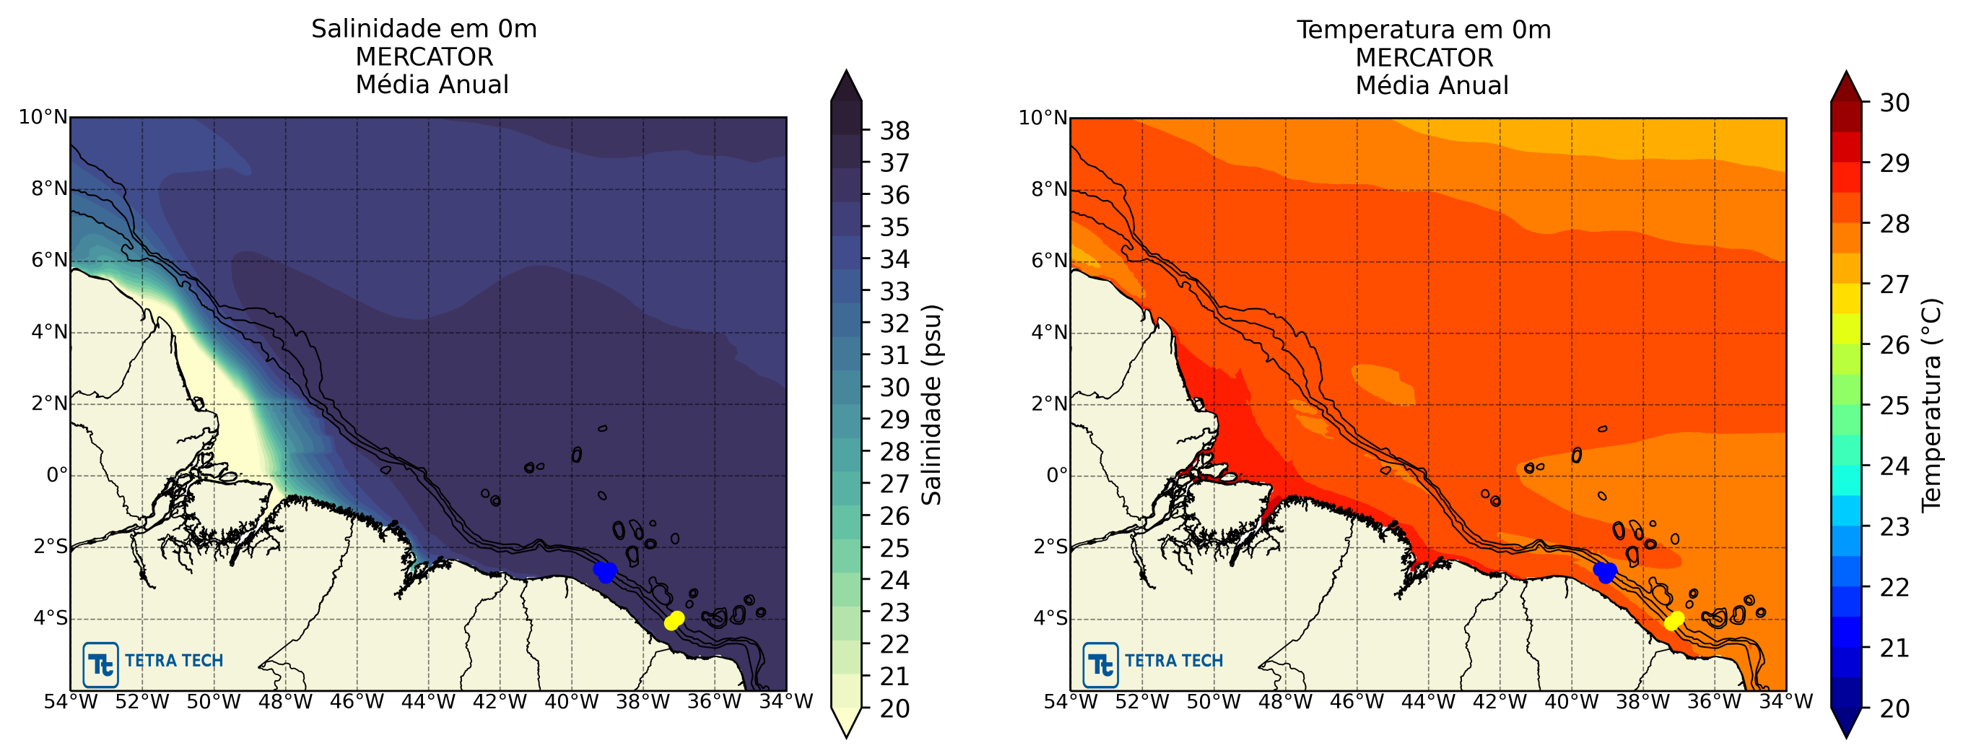 Salinidade em 0m
MERCATOR
Média Anual
10°N
8°N
6°N
4°N
2°N
0°
2°S
4°S
54°W 52°W 50°W 48°W 46°W 44°W 42°W 40°W 38°W 36°W 34°W
TETRA TECH
38
37
36
35
34
33
32
31
30
29
28
27
26
25
24
23
22
21
20
Salinidade (psu)
Temperatura em 0m
MERCATOR
Média Anual
10°N
8°N
6°N
4°N
2°N
0°
2°S
4°S
54°W 52°W 50°W 48°W 46°W 44°W 42°W 40°W 38°W 36°W 34°W
TETRA TECH
30
29
28
27
26
25
24
23
22
21
20
Temperatura (°C)